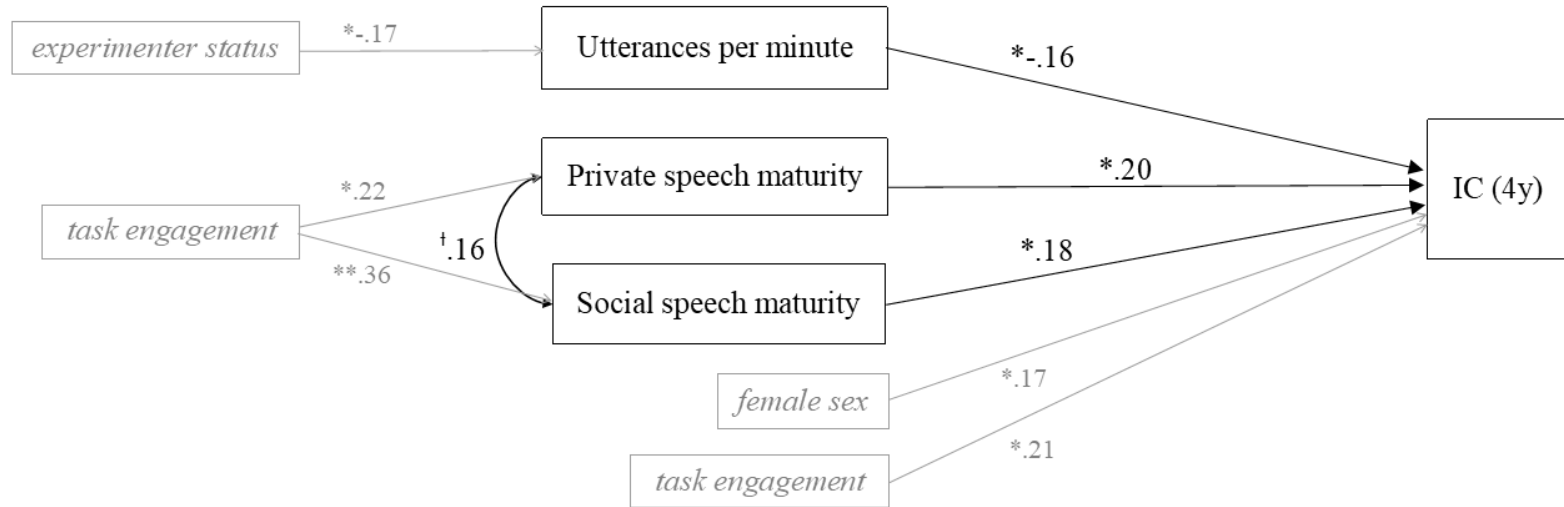 experimenter status
*-.17
Utterances per minute
*-.16
Private speech maturity
*.20
IC (4y)
*.22
task engagement
†.16
**.36
*.18
Social speech maturity
*.17
female sex
*.21
task engagement